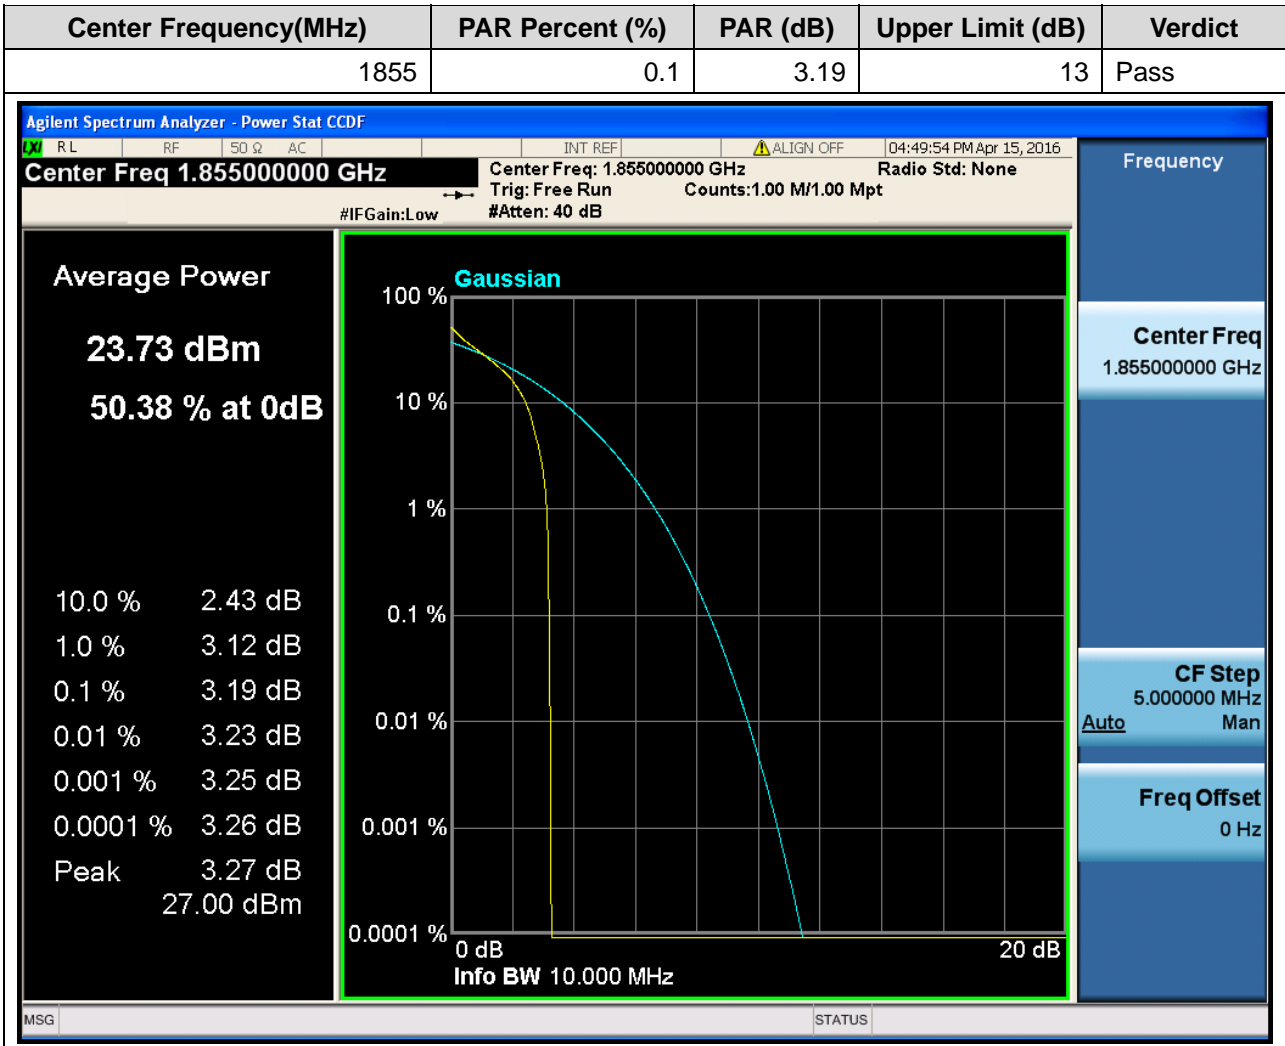 Center Frequency(MHz) PAR Percent (%) PAR (dB) Upper Limit (dB) Verdict
1855 0.1 3.19 13 Pass
Agilent Spectrum Analyzer - Power Stat CCDF
LXI RL RF 50 Ω AC INT REF ALIGN OFF 04:49:54 PM Apr 15, 2016
Center Freq 1.855000000 GHz
Center Freq: 1.855000000 GHz Radio Std: None
Trig: Free Run Counts:1.00 M/1.00 Mpt
#IFGain:Low #Atten: 40 dB
Average Power
23.73 dBm
50.38 % at 0dB
10.0 % 2.43 dB
1.0 % 3.12 dB
0.1 % 3.19 dB
0.01 % 3.23 dB
0.001 % 3.25 dB
0.0001 % 3.26 dB
Peak 3.27 dB
27.00 dBm
Gaussian
100 %
10 %
1 %
0.1 %
0.01 %
0.001 %
0.0001 %
0 dB 20 dB
Info BW 10.000 MHz
Frequency
Center Freq
1.855000000 GHz
CF Step
5.000000 MHz
Auto Man
Freq Offset
0 Hz
MSG STATUS